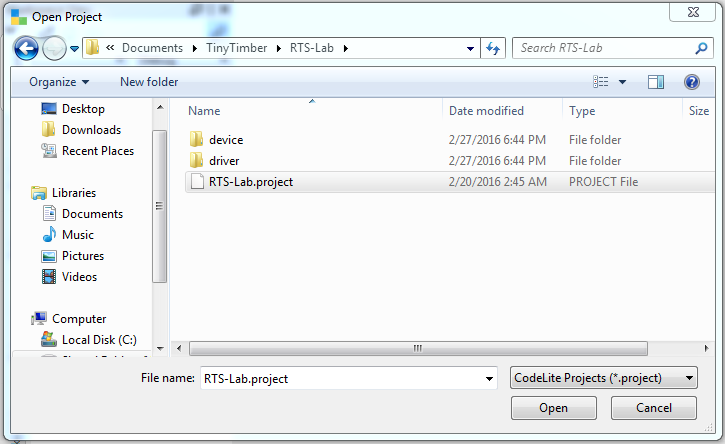 Open Project
« Documents TinyTimber RTS-Lab Search RTS-Lab
Organize New folder
Name Date modified Type Size
Desktop
Downloads
Recent Places
Libraries
Documents
Music
Pictures
Videos
Computer
Local Disk (C:)
device 2/27/2016 6:44 PM File folder
driver 2/27/2016 6:44 PM File folder
RTS-Lab.project 2/20/2016 2:45 AM PROJECT File
File name: RTS-Lab.project CodeLite Projects (*.project)
Open Cancel